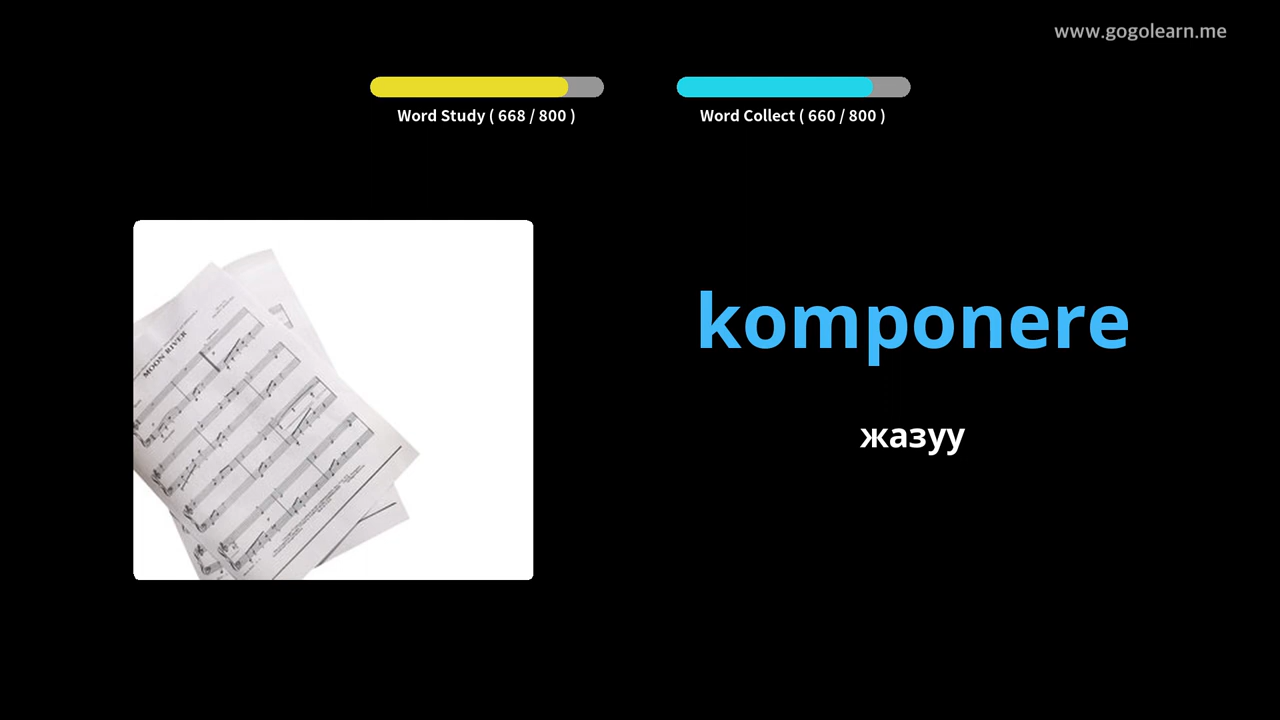 www.gogolearn.me
Word Study ( 668 / 800 )
Word Collect ( 660 / 800 )
MOON RIVER
komponere
жазуу